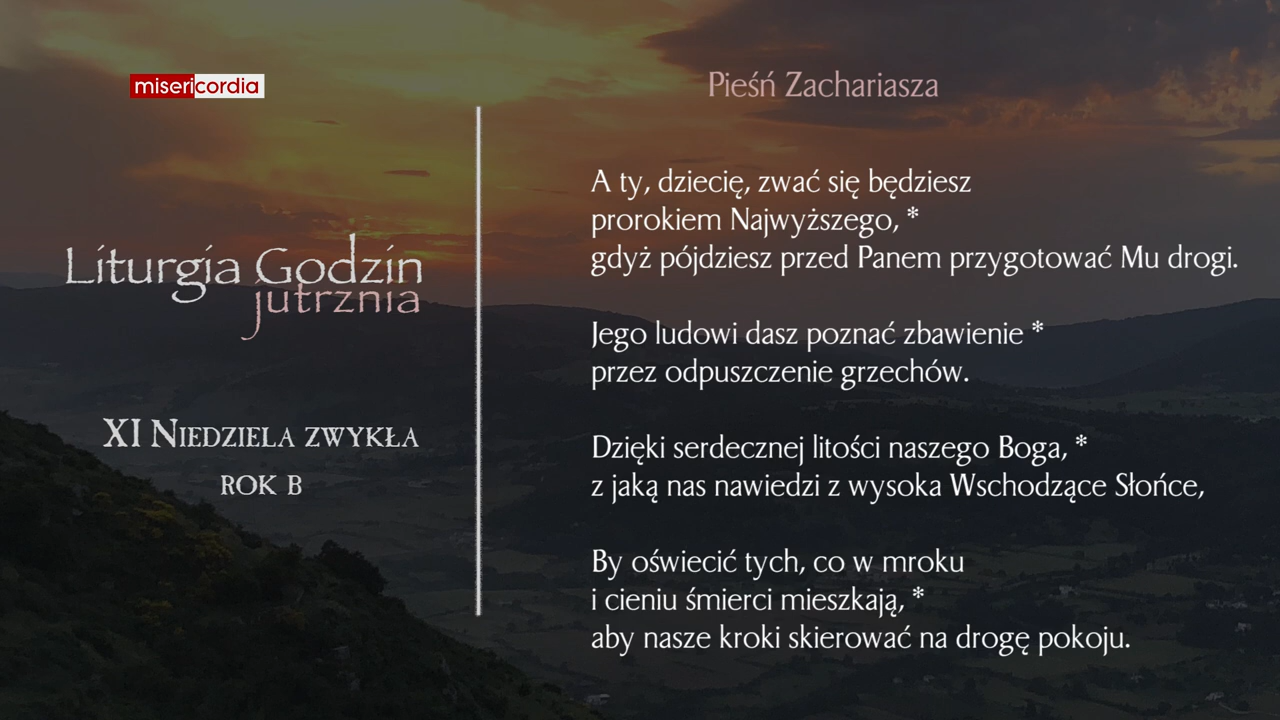 misericordia
Liturgia Godzin
jutrznia
XI Niedziela zwykła
rok B
Pieśń Zachariasza
A ty, dziecię, zwać się będziesz
prorokiem Najwyższego, *
gdyż pójdziesz przed Panem przygotować Mu drogi.
Jego ludowi dasz poznać zbawienie *
przez odpuszczenie grzechów.
Dzięki serdecznej litości naszego Boga, *
z jaką nas nawiedzi z wysoka Wschodzące Słońce,
By oświecić tych, co w mroku
i cieniu śmierci mieszkają, *
aby nasze kroki skierować na drogę pokoju.